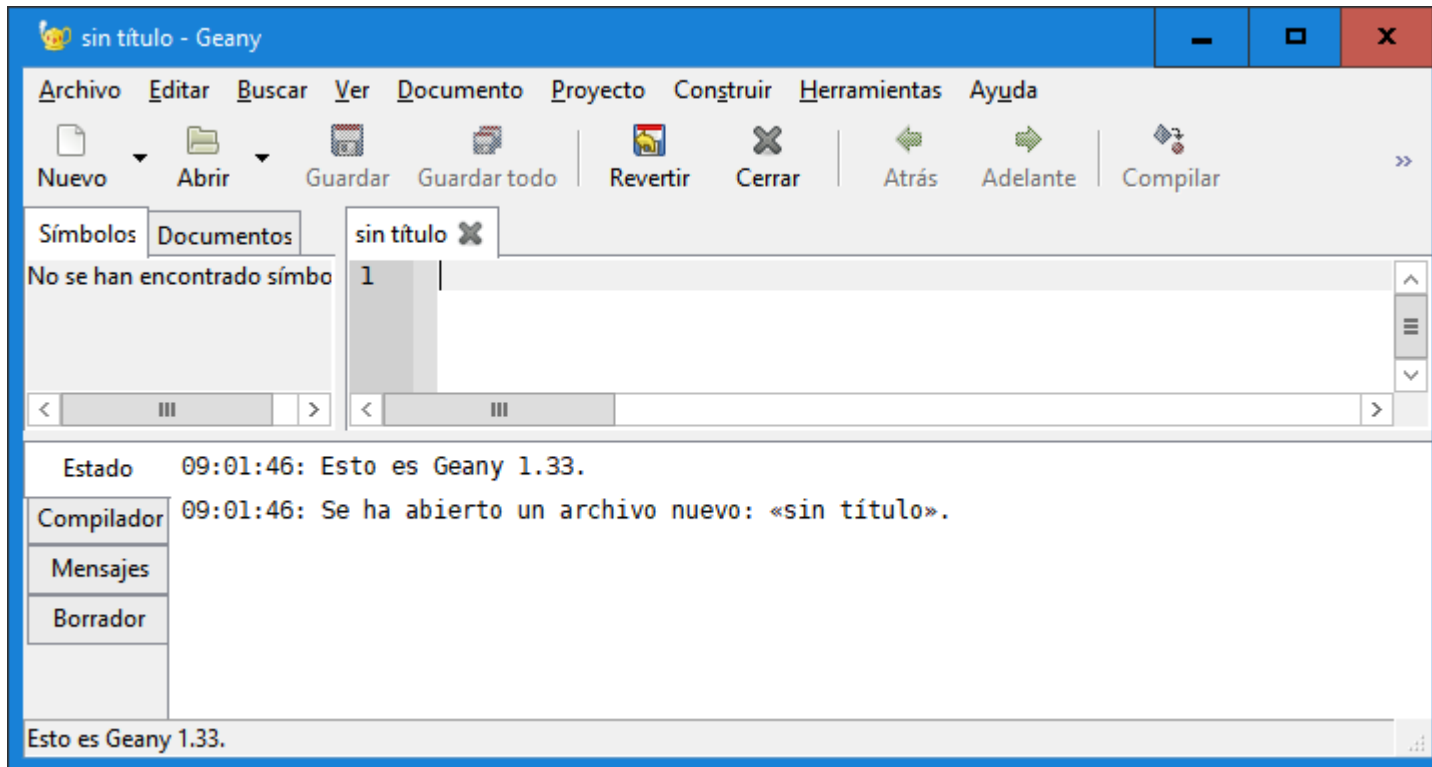 sin título - Geany
Archivo Editar Buscar Ver Documento Proyecto Construir Herramientas Ayuda
Nuevo Abrir Guardar Guardar todo Revertir Cerrar Atrás Adelante Compilar
Símbolos Documentos sin título
No se han encontrado símbo 1
Estado 09:01:46: Esto es Geany 1.33.
Compilador 09:01:46: Se ha abierto un archivo nuevo: «sin título».
Mensajes
Borrador
Esto es Geany 1.33.